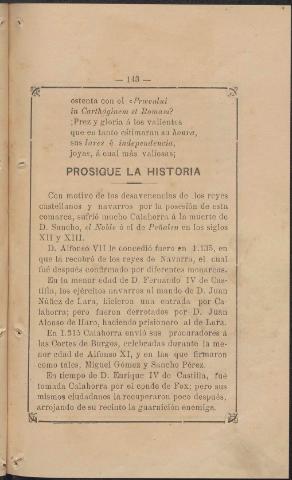 — 143 —
ostenta con el «Prævalui
in Carthaginem et Romam?
¡Prez y gloria á los valientes
que en tanto estimaran su honra,
sus lares é independencia,
joyas, á cual más valiosas;
PROSIGUE LA HISTORIA
Con motivo de las desavenencias de los reyes
castellanos y navarros por la posesión de esta
comarca, sufrió mucho Calahorra á la muerte de
D. Sancho, el Noble ó el de Peñalen en los siglos
XII y XIII.
D. Alfonso VII le concedió fuero en 1.135, en
que la recobró de los reyes de Navarra, el cual
fué después confirmado por diferentes monarcas.
En la menor edad de D. Fernando IV de Cas-
tilla, los ejércitos navarros al mando de D. Juan
Núñez de Lara, hicieron una entrada por Ca-
lahorra; pero fueron derrotados por D. Juan
Alonso de Haro, haciendo prisionero al de Lara.
En 1.315 Calahorra envió sus procuradores á
las Cortes de Burgos, celebradas durante la me-
nor edad de Alfonso XI, y en las que firmaron
como tales, Miguel Gómez y Sancho Pérez.
En tiempo de D. Enrique IV de Castilla, fué
tomada Calahorra por el conde de Fox; pero sus
mismos ciudadanos la recuperaron poco después,
arrojando de su recinto la guarnición enemiga.